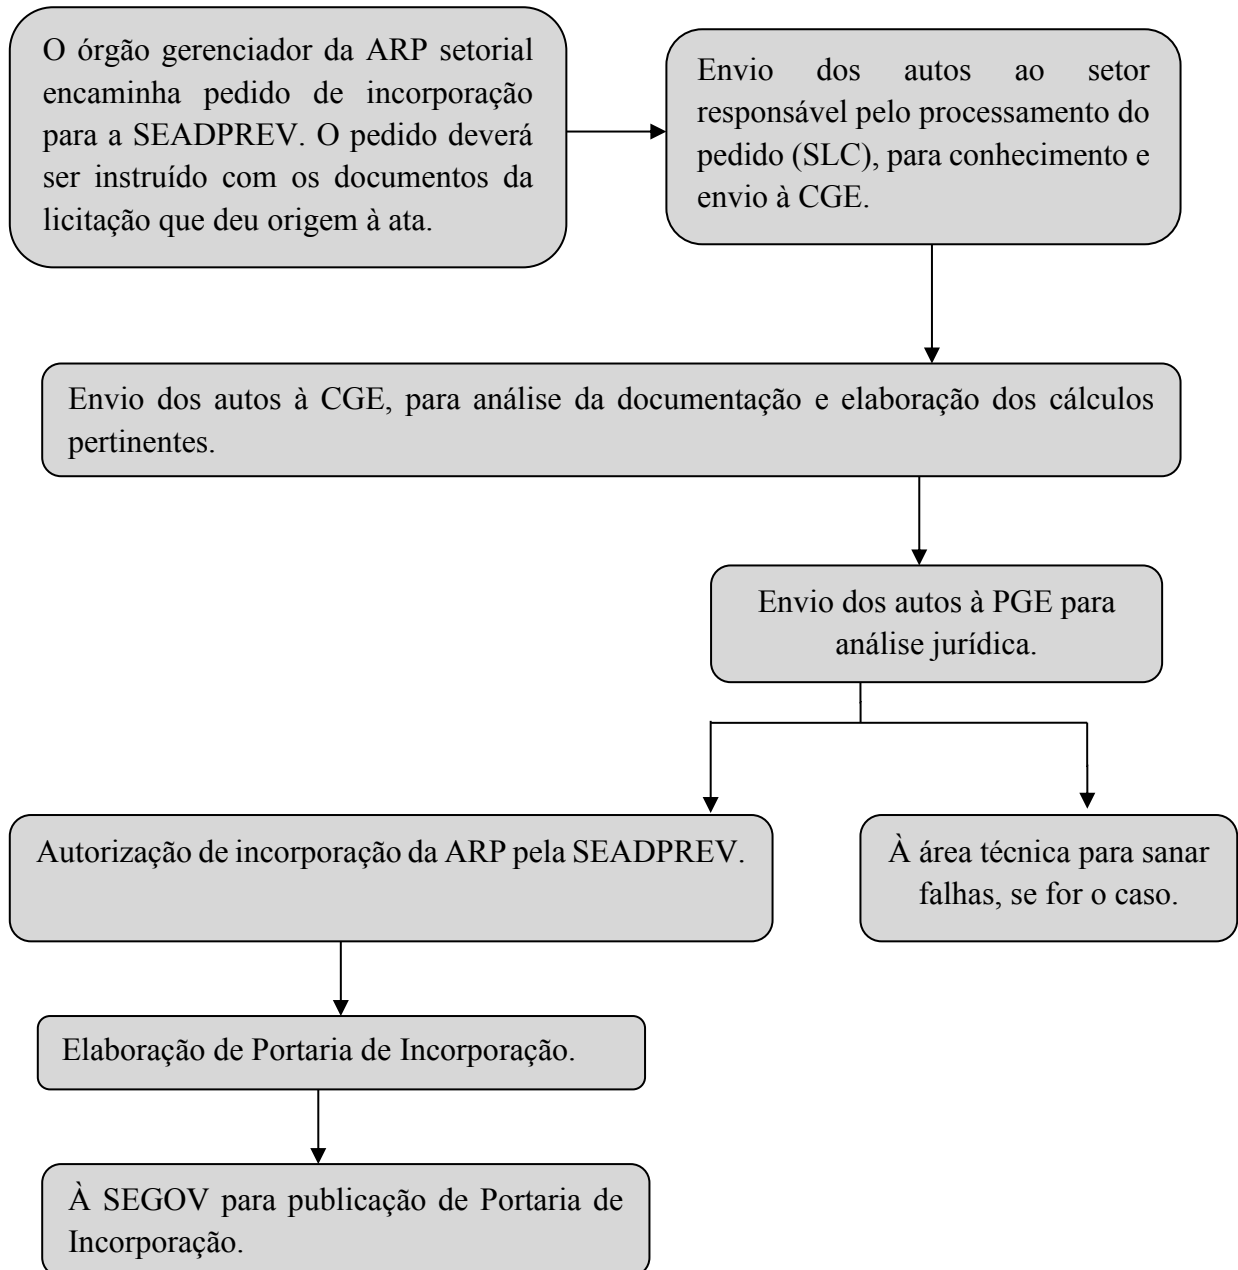 O órgão gerenciador da ARP setorial
encaminha pedido de incorporação
para a SEADPREV. O pedido deverá
ser instruído com os documentos da
licitação que deu origem à ata.
Envio dos autos ao setor
responsável pelo processamento do
pedido (SLC), para conhecimento e
envio à CGE.
Envio dos autos à CGE, para análise da documentação e elaboração dos cálculos
pertinentes.
Envio dos autos à PGE para
análise jurídica.
Autorização de incorporação da ARP pela SEADPREV.
À área técnica para sanar
falhas, se for o caso.
Elaboração de Portaria de Incorporação.
À SEGOV para publicação de Portaria de
Incorporação.